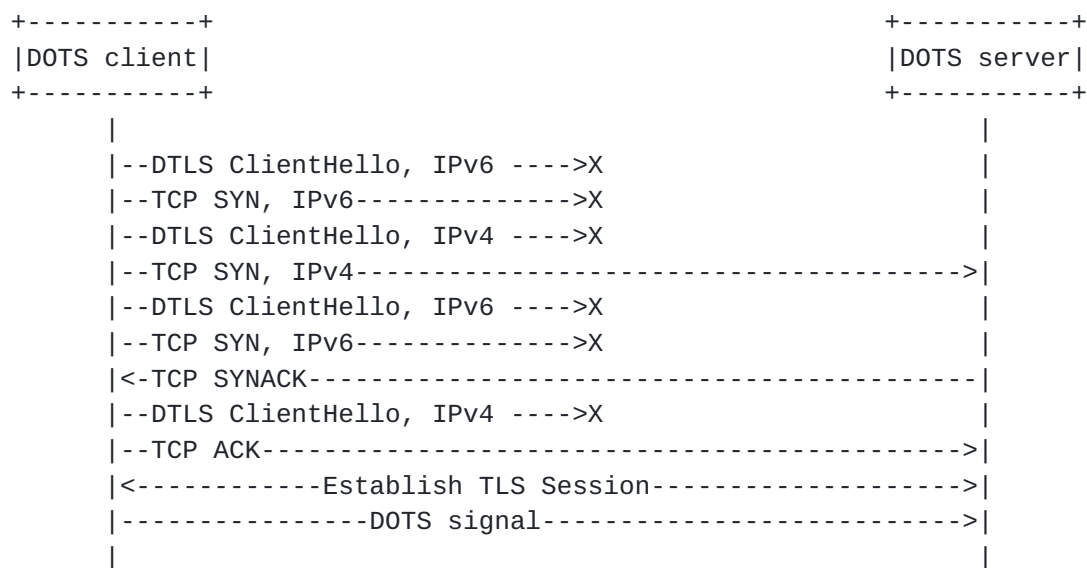 +-----------+                                           +-----------+
|DOTS client|                                           |DOTS server|
+-----------+                                           +-----------+
      |                                                       |
      |--DTLS ClientHello, IPv6 ---->X                        |
      |--TCP SYN, IPv6-------------->X                        |
      |--DTLS ClientHello, IPv4 ---->X                        |
      |--TCP SYN, IPv4--------------------------------------->|
      |--DTLS ClientHello, IPv6 ---->X                        |
      |--TCP SYN, IPv6-------------->X                        |
      |<-TCP SYNACK-------------------------------------------|
      |--DTLS ClientHello, IPv4 ---->X                        |
      |--TCP ACK--------------------------------------------->|
      |<------------Establish TLS Session-------------------->|
      |----------------DOTS signal--------------------------->|
      |                                                       |